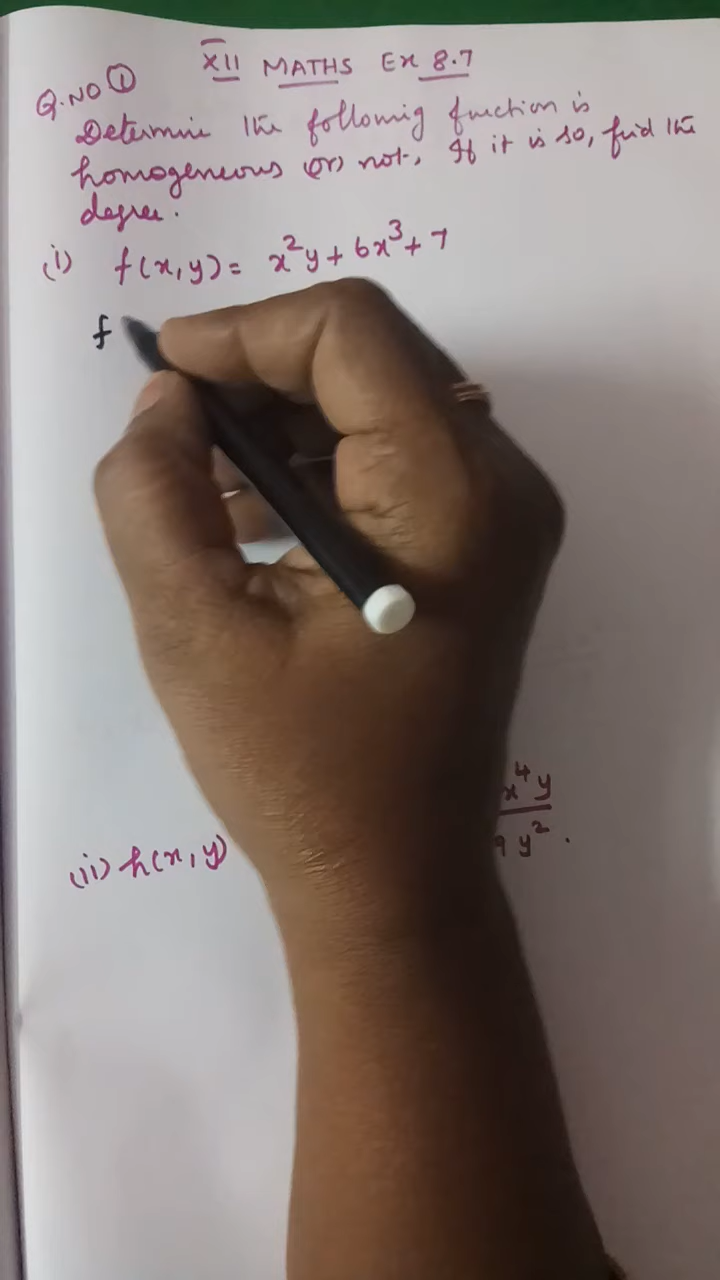 XII MATHS Ex 8.7
Q.NO ①
Determine the following function is
homogeneous (or) not, If it is so, find the
degree.
(i) f(x,y) = x²y + 6x³ + 7
f
(ii) h(x,y) x⁴y
9y².